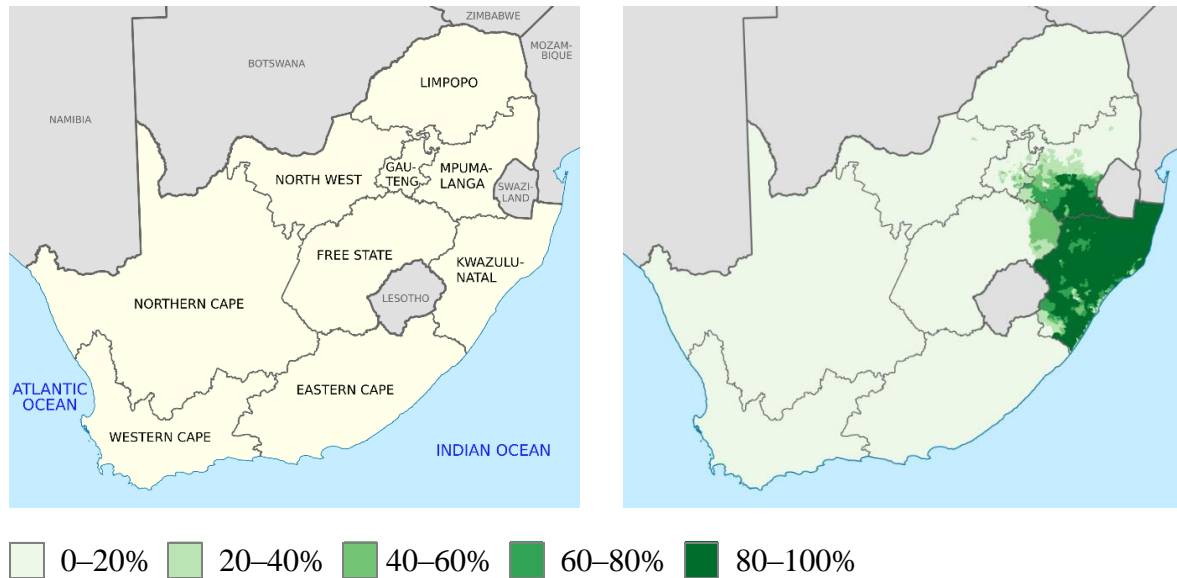 ZIMBABWE
MOZAM-
BIQUE
BOTSWANA
LIMPOPO
NAMIBIA
NORTH WEST
GAU-
TENG
MPUMA-
LANGA
SWAZI-
LAND
FREE STATE
KWAZULU-
NATAL
LESOTHO
NORTHERN CAPE
ATLANTIC
OCEAN
EASTERN CAPE
WESTERN CAPE
INDIAN OCEAN
0–20%
20–40%
40–60%
60–80%
80–100%